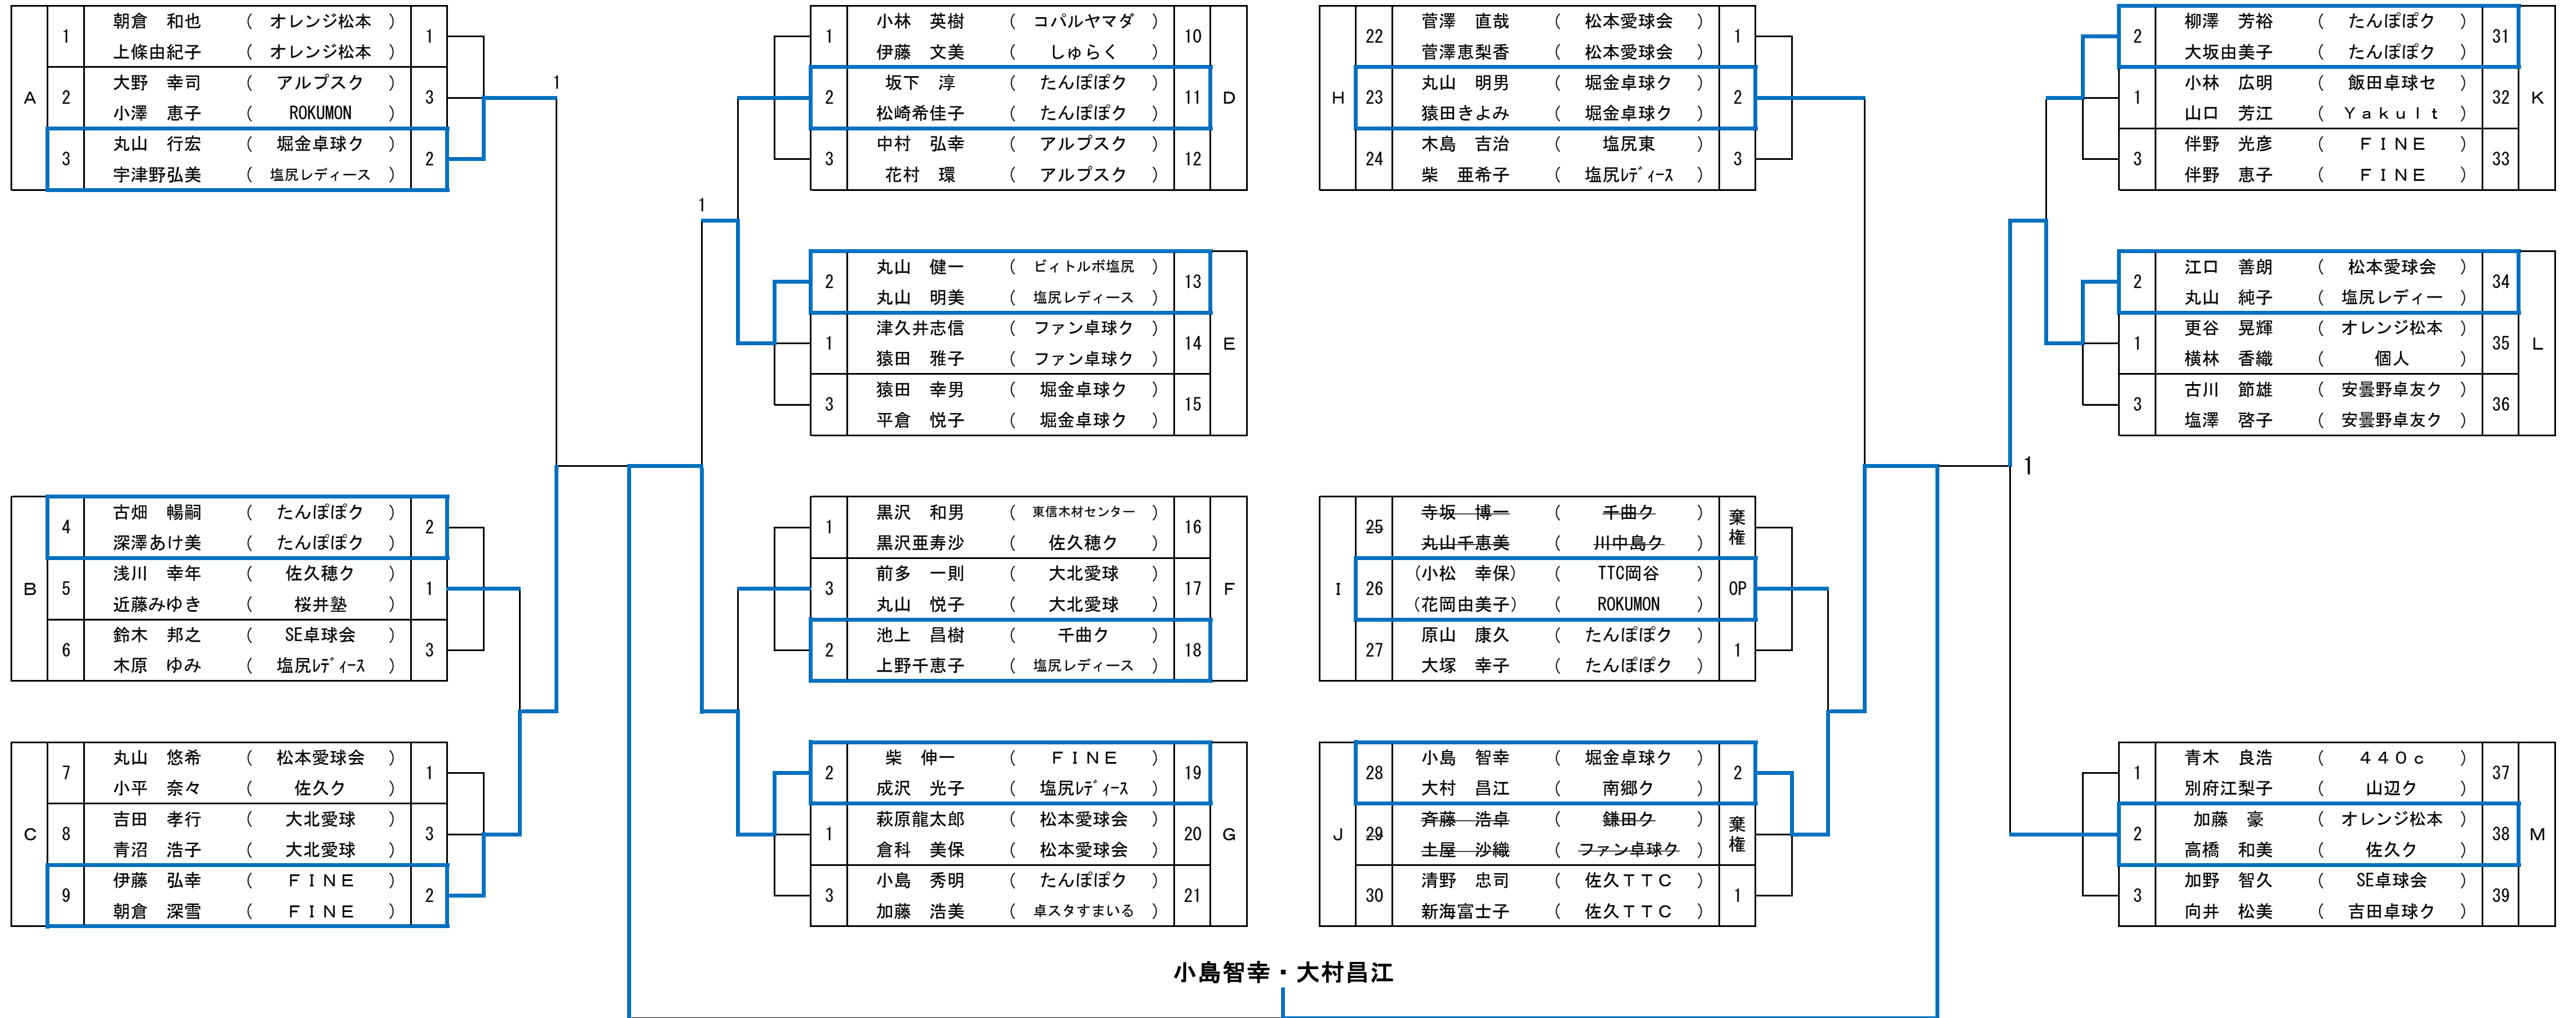 A
1 朝倉 和也 ( オレンジ松本 ) 1
上條由紀子 ( オレンジ松本 )
2 大野 幸司 ( アルプスク ) 3
小澤 恵子 ( ROKUMON )
3 丸山 行宏 ( 堀金卓球ク ) 2
宇津野弘美 ( 塩尻レディース )
1
B
4 古畑 暢嗣 ( たんぽぽク ) 2
深澤あけ美 ( たんぽぽク )
5 浅川 幸年 ( 佐久穂ク ) 1
近藤みゆき ( 桜井塾 )
6 鈴木 邦之 ( SE卓球会 ) 3
木原 ゆみ ( 塩尻ﾚﾃﾞｨｰｽ )
C
7 丸山 悠希 ( 松本愛球会 ) 1
小平 奈々 ( 佐久ク )
8 吉田 孝行 ( 大北愛球 ) 3
青沼 浩子 ( 大北愛球 )
9 伊藤 弘幸 ( ＦＩＮＥ ) 2
朝倉 深雪 ( ＦＩＮＥ )
1 小林 英樹 ( コパルヤマダ ) 10
伊藤 文美 ( しゅらく )
2 坂下 淳 ( たんぽぽク ) 11
松崎希佳子 ( たんぽぽク )
3 中村 弘幸 ( アルプスク ) 12
花村 環 ( アルプスク )
D
1
2 丸山 健一 ( ビィトルボ塩尻 ) 13
丸山 明美 ( 塩尻レディース )
1 津久井志信 ( ファン卓球ク ) 14
猿田 雅子 ( ファン卓球ク )
3 猿田 幸男 ( 堀金卓球ク ) 15
平倉 悦子 ( 堀金卓球ク )
E
1 黒沢 和男 ( 東信木材センター ) 16
黒沢亜寿沙 ( 佐久穂ク )
3 前多 一則 ( 大北愛球 ) 17
丸山 悦子 ( 大北愛球 )
2 池上 昌樹 ( 千曲ク ) 18
上野千恵子 ( 塩尻レディース )
F
2 柴 伸一 ( ＦＩＮＥ ) 19
成沢 光子 ( 塩尻ﾚﾃﾞｨｰｽ )
1 萩原龍太郎 ( 松本愛球会 ) 20
倉科 美保 ( 松本愛球会 )
3 小島 秀明 ( たんぽぽク ) 21
加藤 浩美 ( 卓スタすまいる )
G
H
22 菅澤 直哉 ( 松本愛球会 ) 1
菅澤恵梨香 ( 松本愛球会 )
23 丸山 明男 ( 堀金卓球ク ) 2
猿田きよみ ( 堀金卓球ク )
24 木島 吉治 ( 塩尻東 ) 3
柴 亜希子 ( 塩尻ﾚﾃﾞｨｰｽ )
I
25 寺坂 博一 ( 千曲ク ) 棄権
丸山千恵美 ( 川中島ク )
26 (小松 幸保) ( TTC岡谷 ) OP
(花岡由美子) ( ROKUMON )
27 原山 康久 ( たんぽぽク ) 1
大塚 幸子 ( たんぽぽク )
J
28 小島 智幸 ( 堀金卓球ク ) 2
大村 昌江 ( 南郷ク )
29 斉藤 浩卓 ( 鎌田ク ) 棄権
土屋 沙織 ( ファン卓球ク )
30 清野 忠司 ( 佐久ＴＴＣ ) 1
新海富士子 ( 佐久ＴＴＣ )
2 柳澤 芳裕 ( たんぽぽク ) 31
大坂由美子 ( たんぽぽク )
1 小林 広明 ( 飯田卓球セ ) 32
山口 芳江 ( Ｙａｋｕｌｔ )
3 伴野 光彦 ( ＦＩＮＥ ) 33
伴野 恵子 ( ＦＩＮＥ )
K
2 江口 善朗 ( 松本愛球会 ) 34
丸山 純子 ( 塩尻レディー )
1 更谷 晃輝 ( オレンジ松本 ) 35
横林 香織 ( 個人 )
3 古川 節雄 ( 安曇野卓友ク ) 36
塩澤 啓子 ( 安曇野卓友ク )
L
1
1 青木 良浩 ( ４４０ｃ ) 37
別府江梨子 ( 山辺ク )
2 加藤 豪 ( オレンジ松本 ) 38
高橋 和美 ( 佐久ク )
3 加野 智久 ( SE卓球会 ) 39
向井 松美 ( 吉田卓球ク )
M
小島智幸・大村昌江